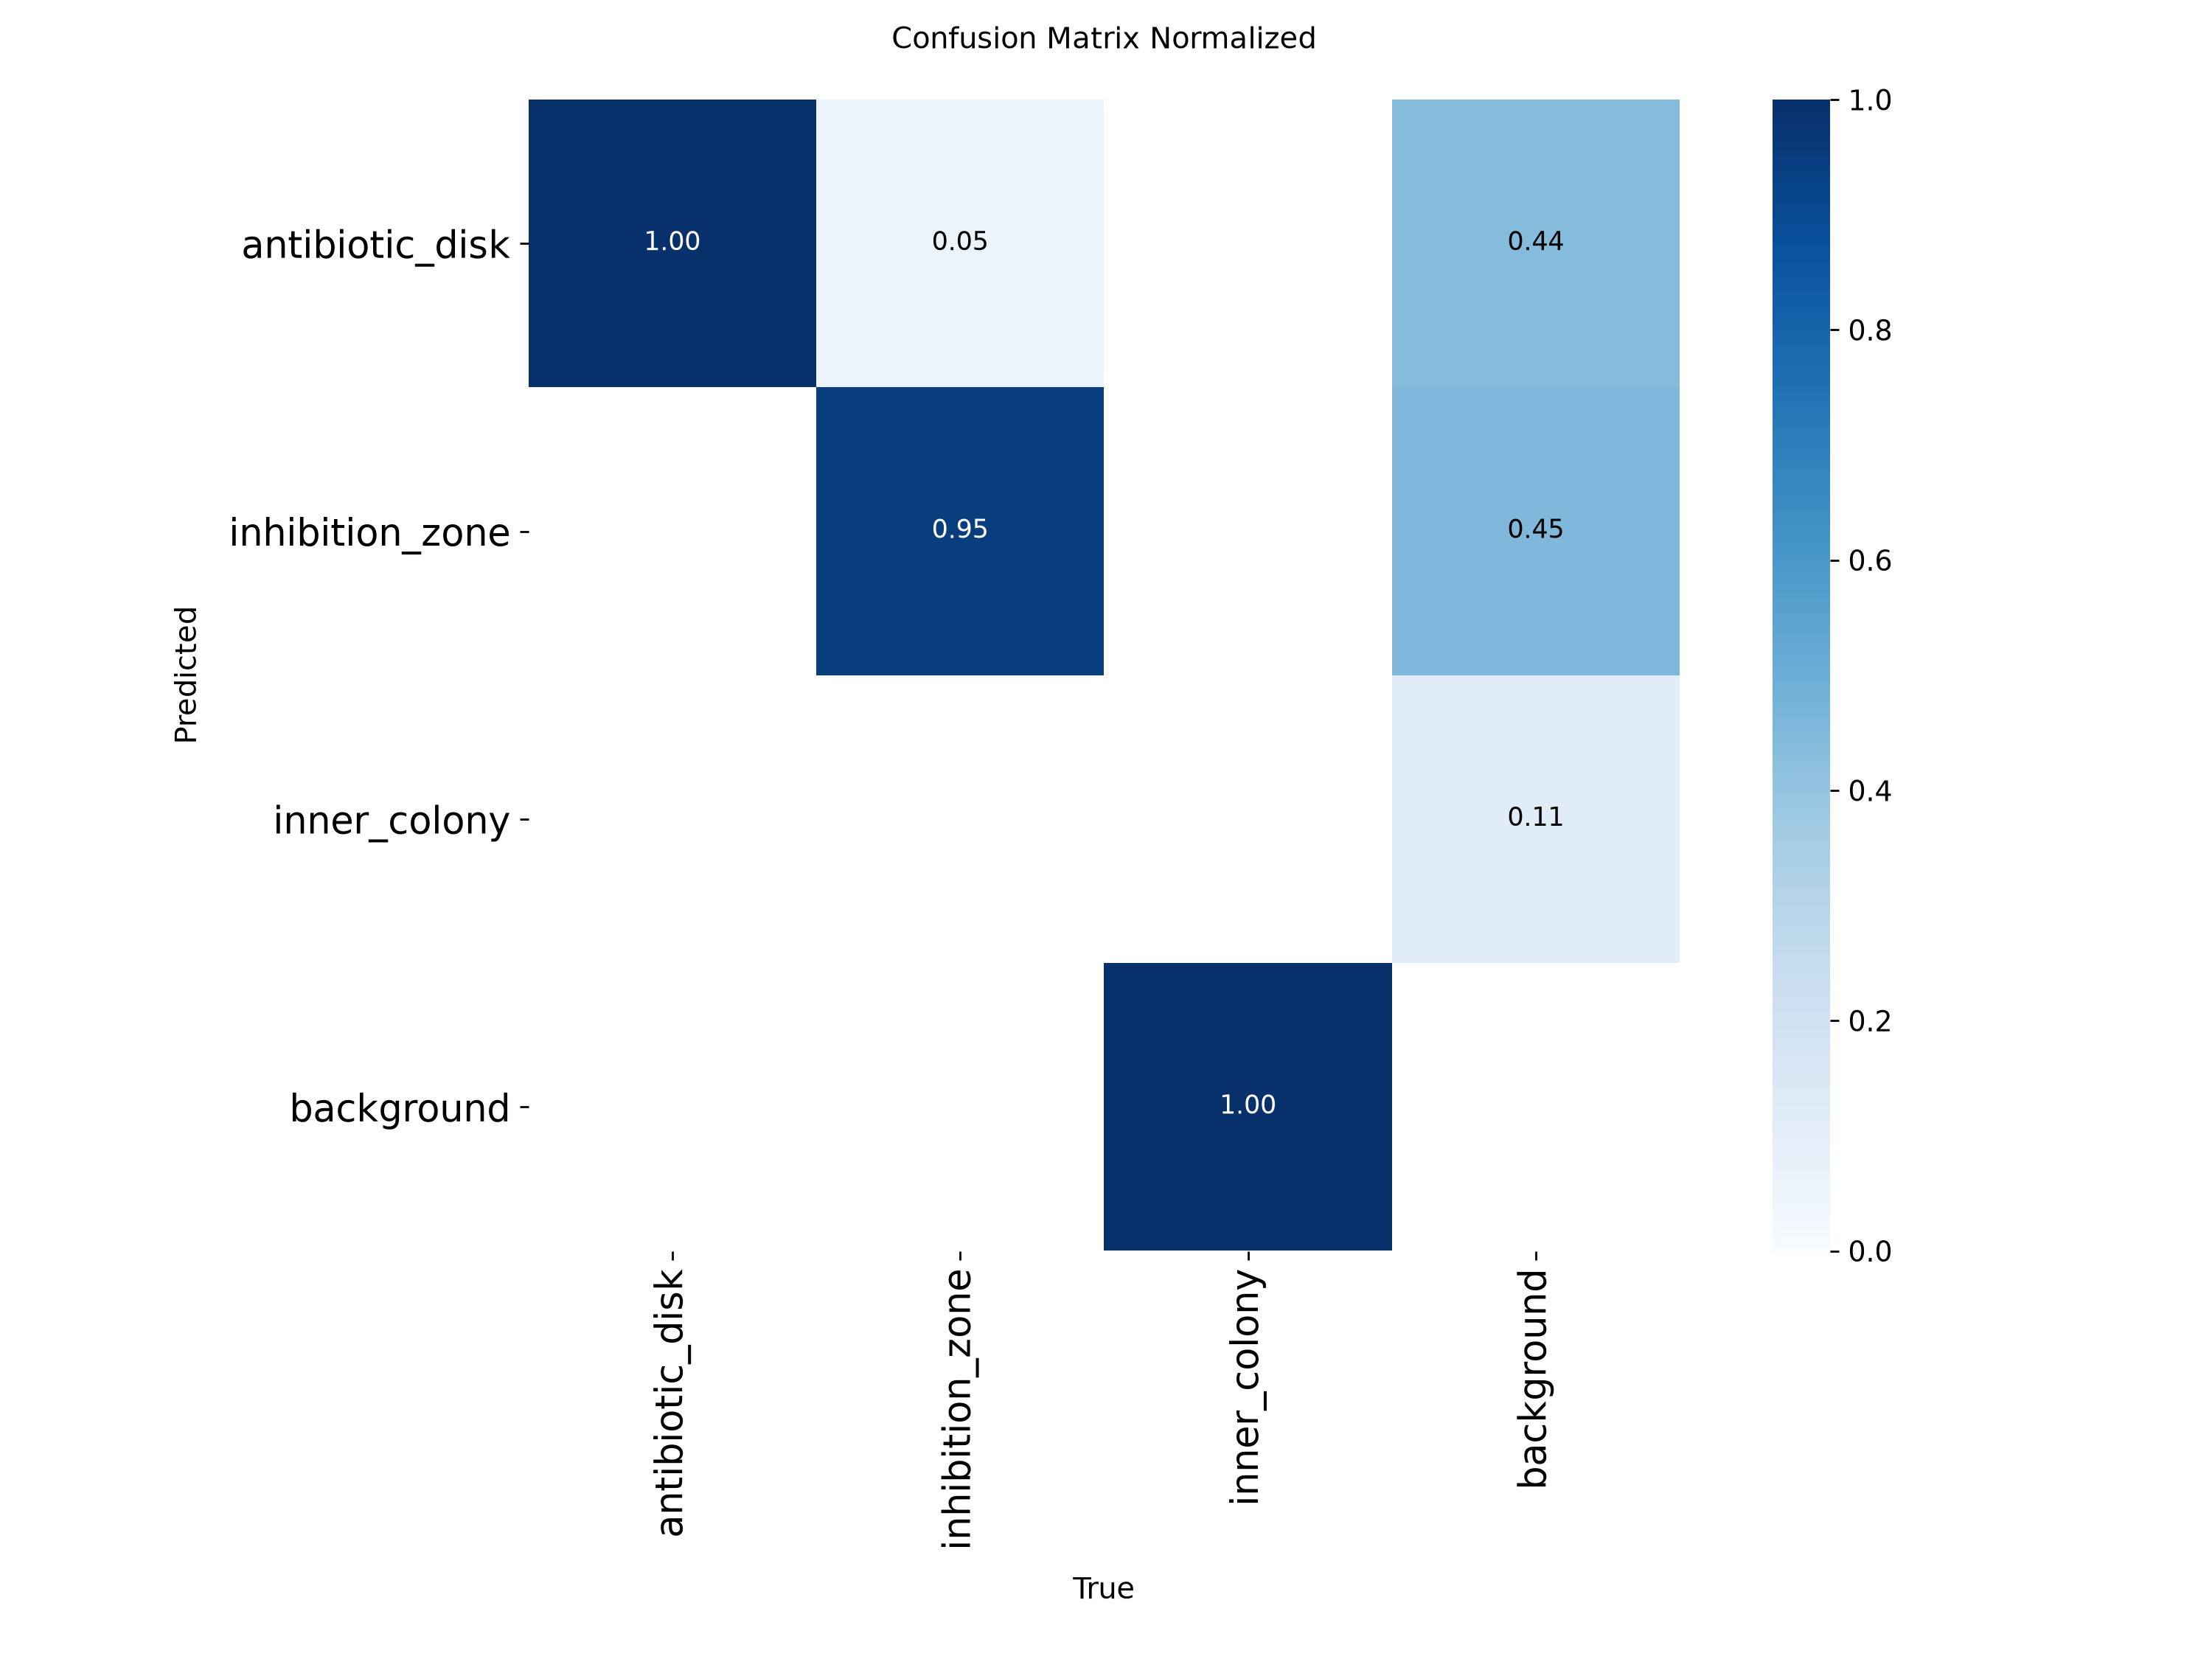 Confusion Matrix Normalized
antibiotic_disk
1.00
0.05
0.44
inhibition_zone
0.95
0.45
inner_colony
0.11
background
1.00
Predicted
antibiotic_disk
inhibition_zone
inner_colony
background
True
1.0
0.8
0.6
0.4
0.2
0.0